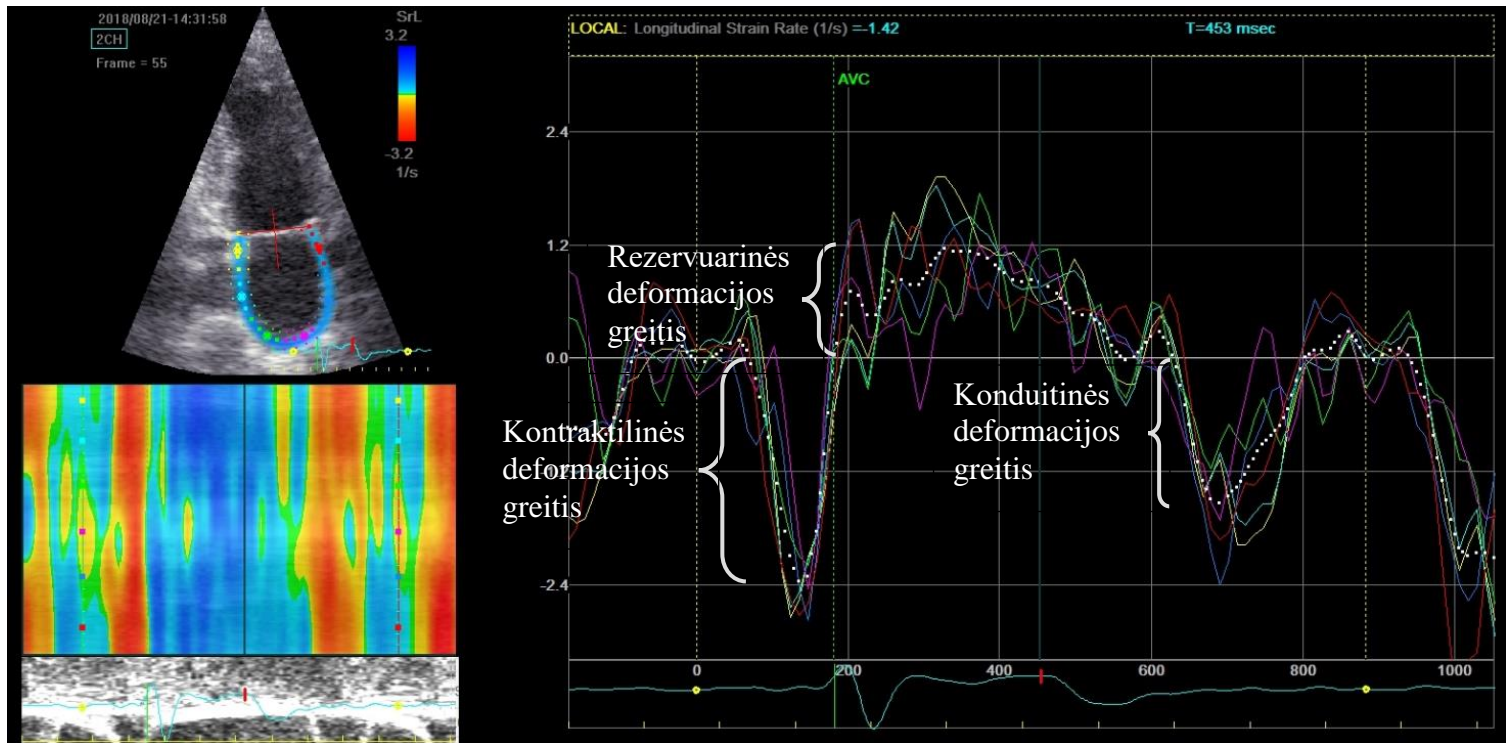 2018/08/21-14:31:58
2CH
Frame = 55
SrL
3.2
-3.2
1/s
LOCAL: Longitudinal Strain Rate (1/s) =-1.42
T=453 msec
AVC
2.4
1.2
0.0
-2.4
Rezervuarinės
deformacijos
greitis
Kontraktilinės
deformacijos
greitis
Konduitinės
deformacijos
greitis
0
200
400
600
800
1000